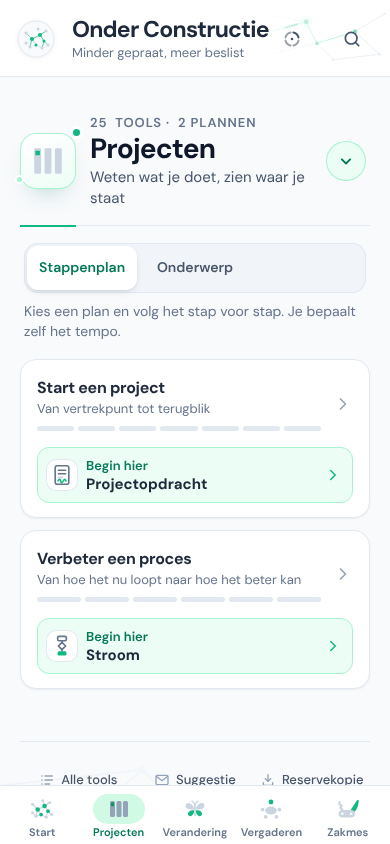 Onder Constructie
Minder gepraat, meer beslist
25 TOOLS · 2 PLANNEN
Projecten
Weten wat je doet, zien waar je
staat
Stappenplan
Onderwerp
Kies een plan en volg het stap voor stap. Je bepaalt
zelf het tempo.
Start een project
Van vertrekpunt tot terugblik
Begin hier
Projectopdracht
Verbeter een proces
Van hoe het nu loopt naar hoe het beter kan
Begin hier
Stroom
Alle tools
Suggestie
Reservekopie
Start
Projecten
Verandering
Vergaderen
Zakmes